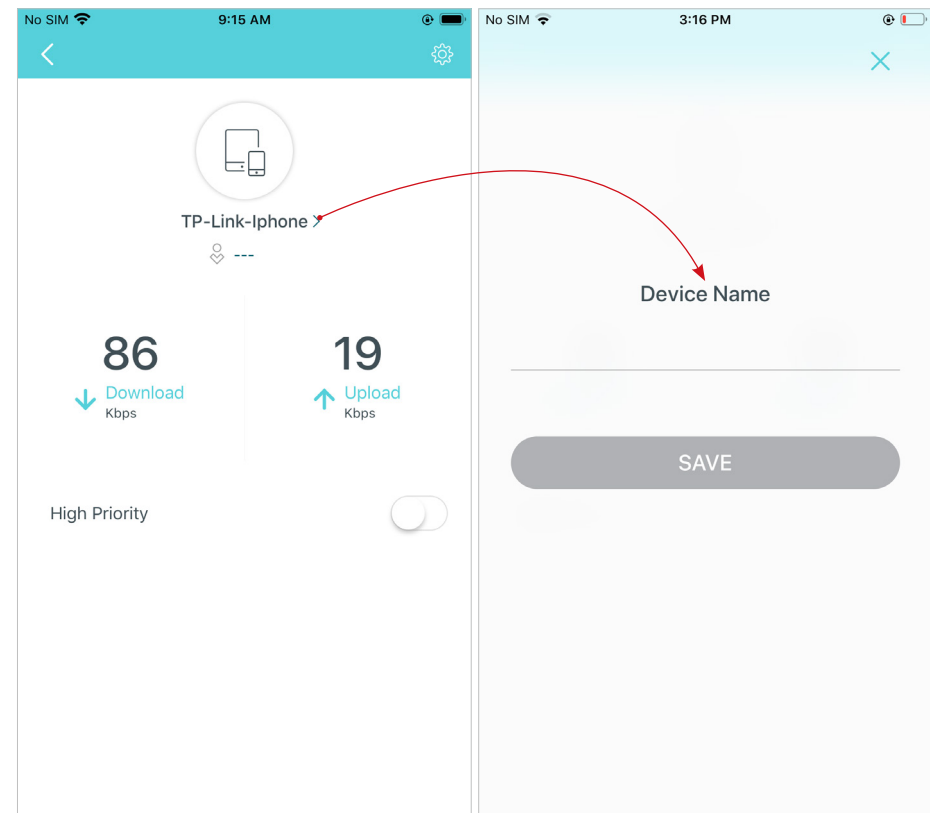 No SIM 9:15 AM
TP-Link-Iphone
---
86
Download
Kbps
19
Upload
Kbps
High Priority
No SIM 3:16 PM
Device Name
SAVE